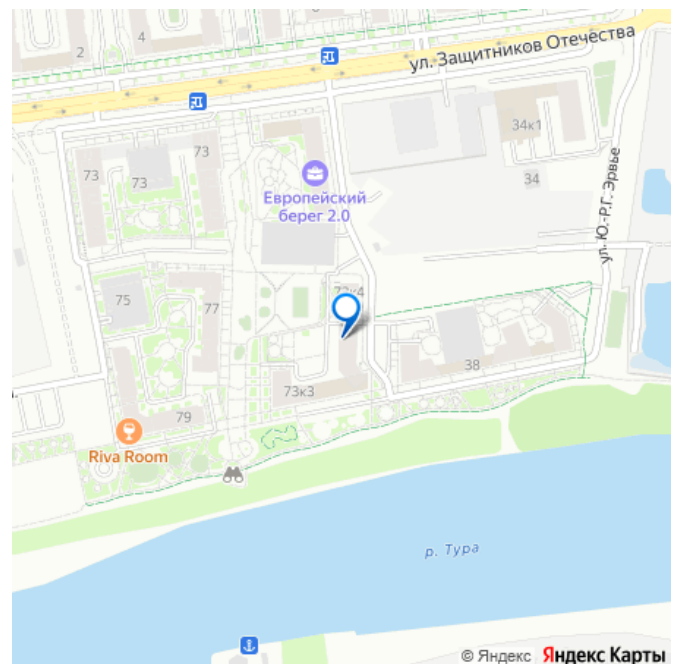 4
2
ул. Защитников Отечества
34к1
73
73
73
34
Европейский
берег 2.0
ул. Ю.-Р.Г. Эрвье
75
77
73к4
38
73к3
79
Riva Room
р. Тура
© Яндекс Яндекс Карты